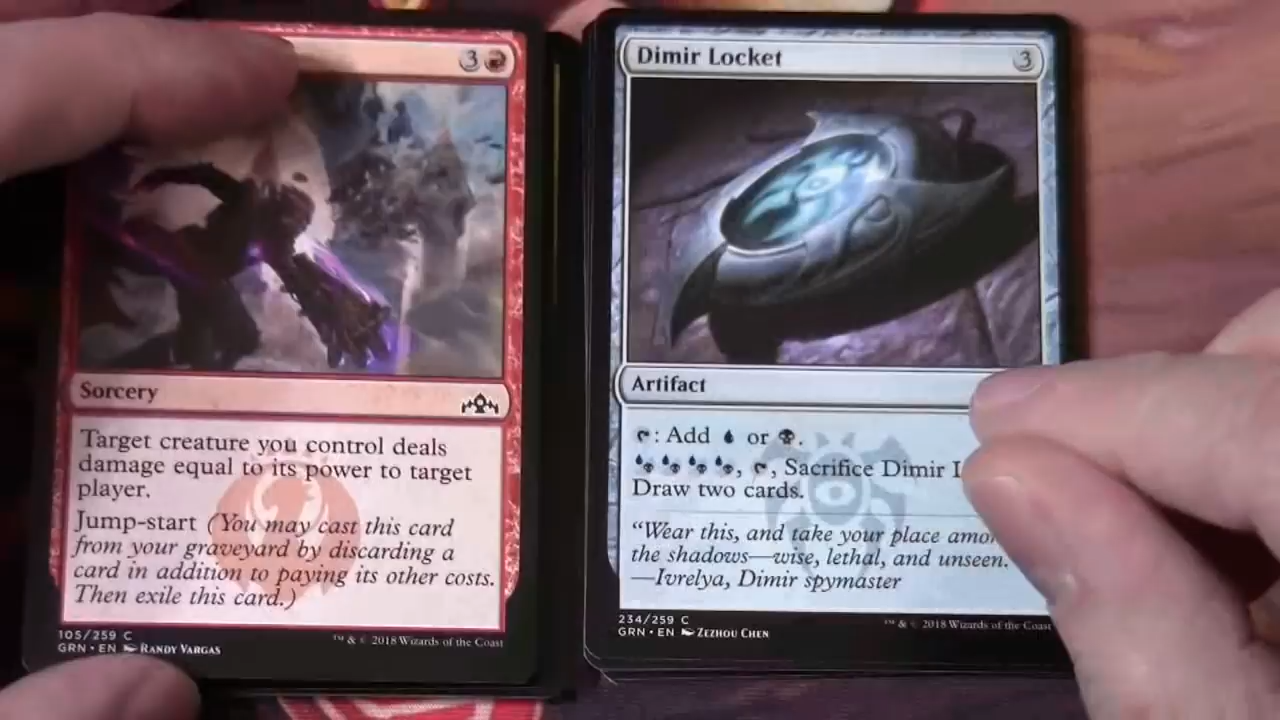 3
Sorcery
Target creature you control deals
damage equal to its power to target
player.
Jump-start (You may cast this card
from your graveyard by discarding a
card in addition to paying its other costs.
Then exile this card.)
105/259 C
GRN • EN RANDY VARGAS
™ & © 2018 Wizards of the Coast
Dimir Locket 3
Artifact
: Add or .
, , Sacrifice Dimir
Draw two cards.
“Wear this, and take your place
the shadows—wise, lethal, and unseen.
—Ivrelya, Dimir spymaster
234/259 C
GRN • EN ZEZHOU CHEN
™ & © 2018 Wizards of the Coast